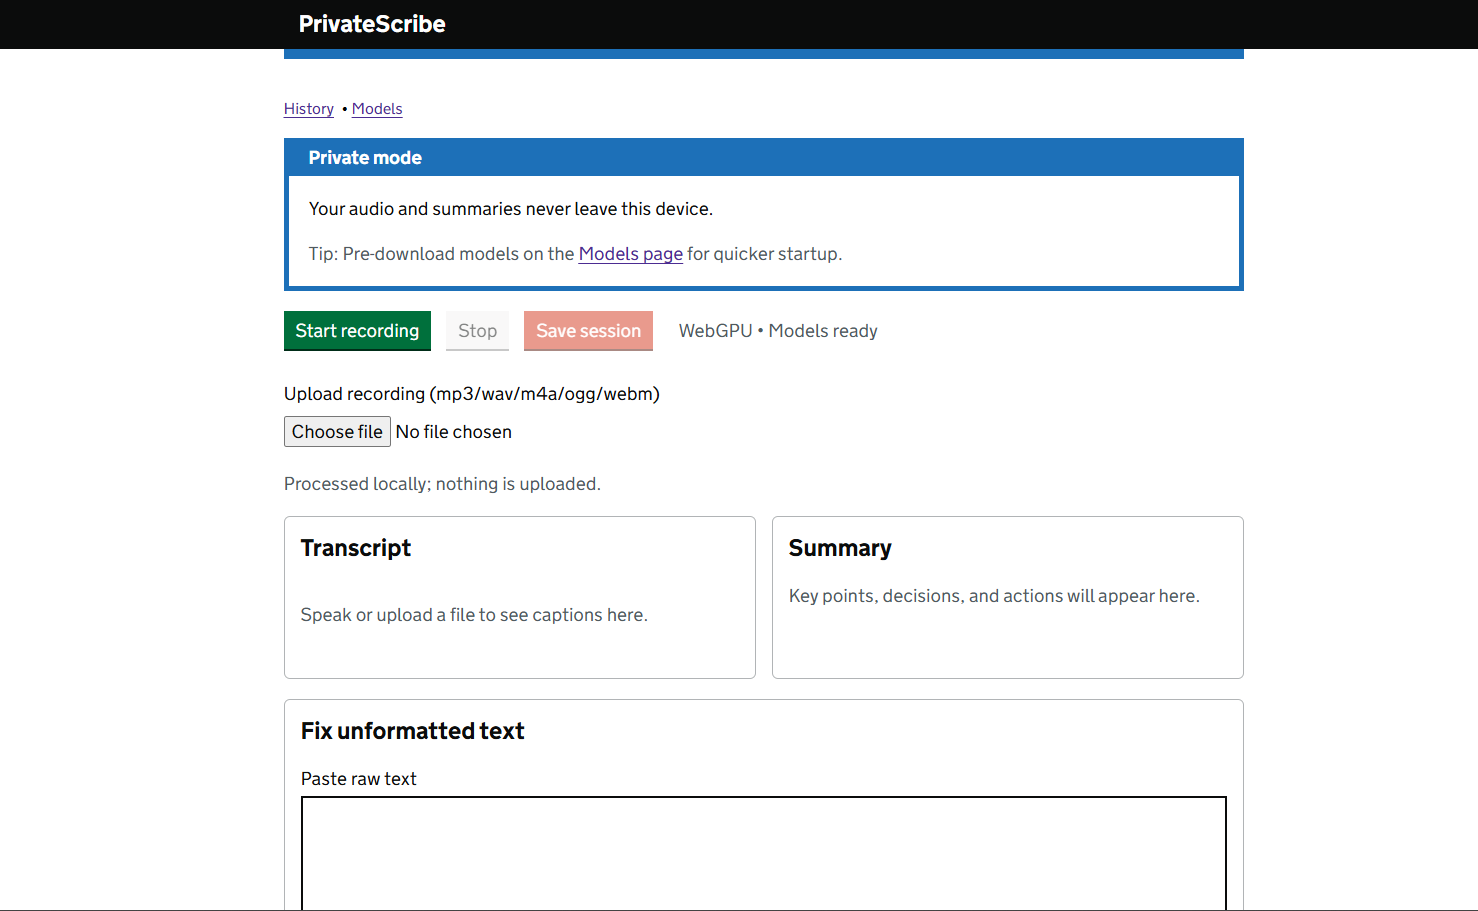 PrivateScribe
History • Models
Private mode
Your audio and summaries never leave this device.
Tip: Pre-download models on the Models page for quicker startup.
Start recording Stop Save session WebGPU • Models ready
Upload recording (mp3/wav/m4a/ogg/webm)
Choose file No file chosen
Processed locally; nothing is uploaded.
Transcript
Speak or upload a file to see captions here.
Summary
Key points, decisions, and actions will appear here.
Fix unformatted text
Paste raw text